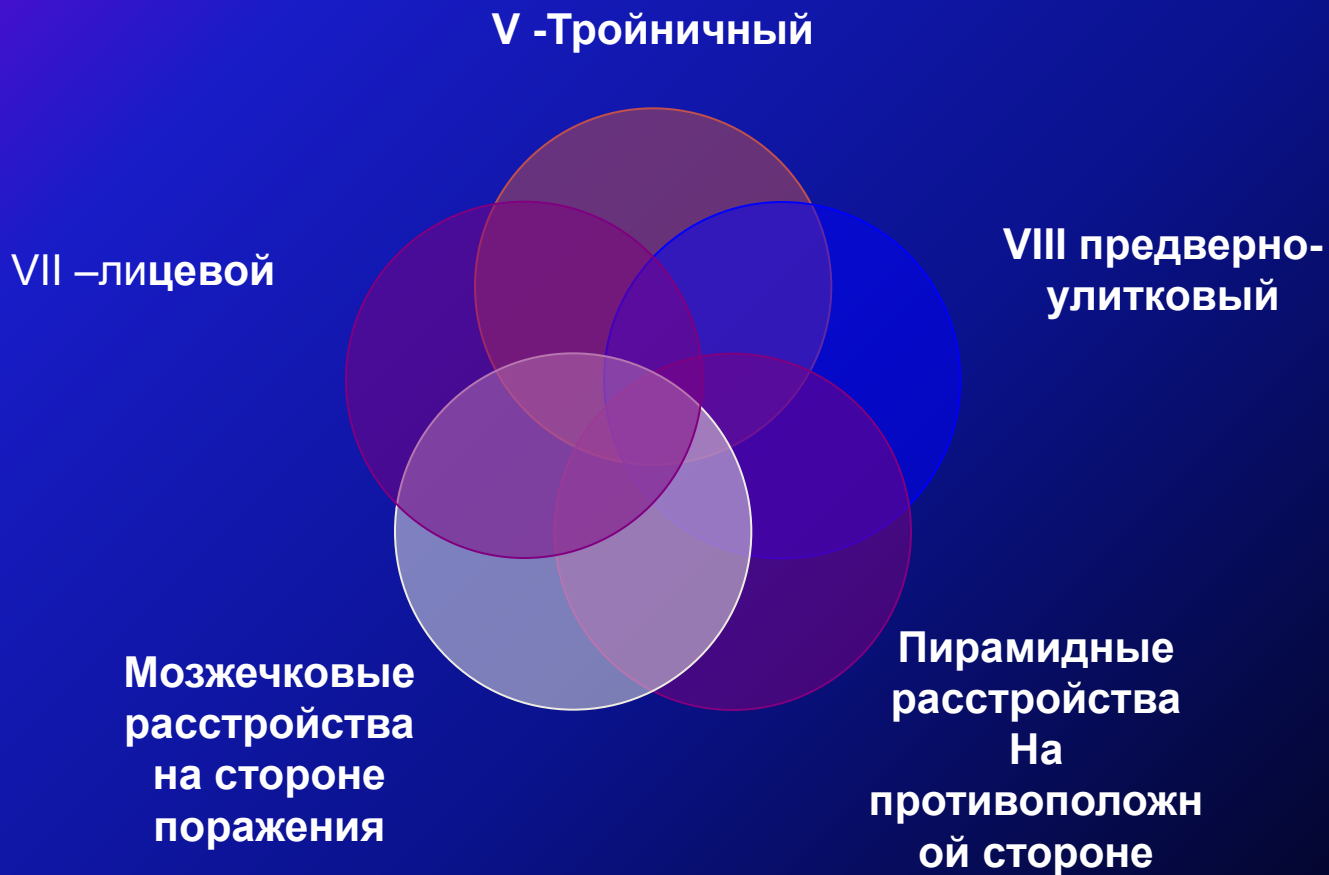 V -Тройничный
VII –лицевой
VIII предверно-
улитковый
Мозжечковые
расстройства
на стороне
поражения
Пирамидные
расстройства
На
противоположн
ой стороне